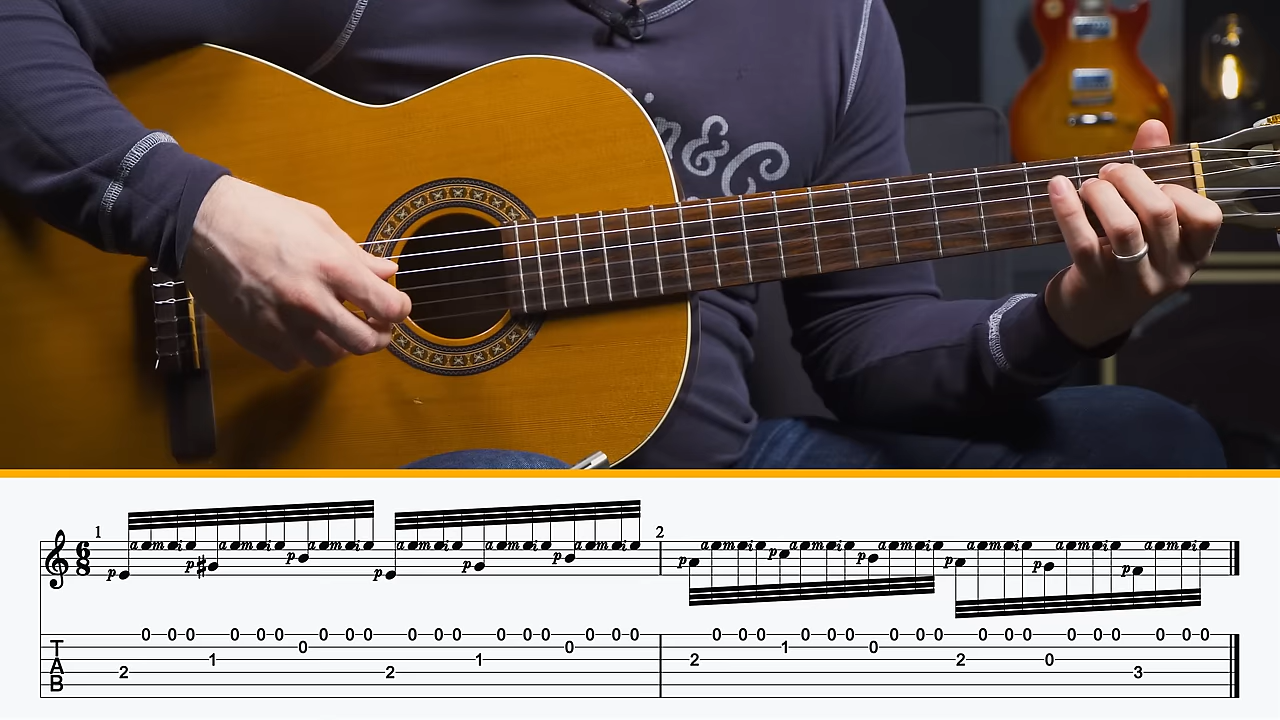 n&C
1 2
6
8
p a m i p a m i p a m i p a m i p a m i p a m i p a m i p a m i p a m i p a m i p a m i p a m i
0 0 0 0 0 0 0 0 0 0 0 0 0 0 0 0 0 0 0 0 0 0 0 0 0 0 0 0 0 0 0 0 0 0 0 0
T 0 0 1 0
A 1 1 2 2 0
2 2 3
B